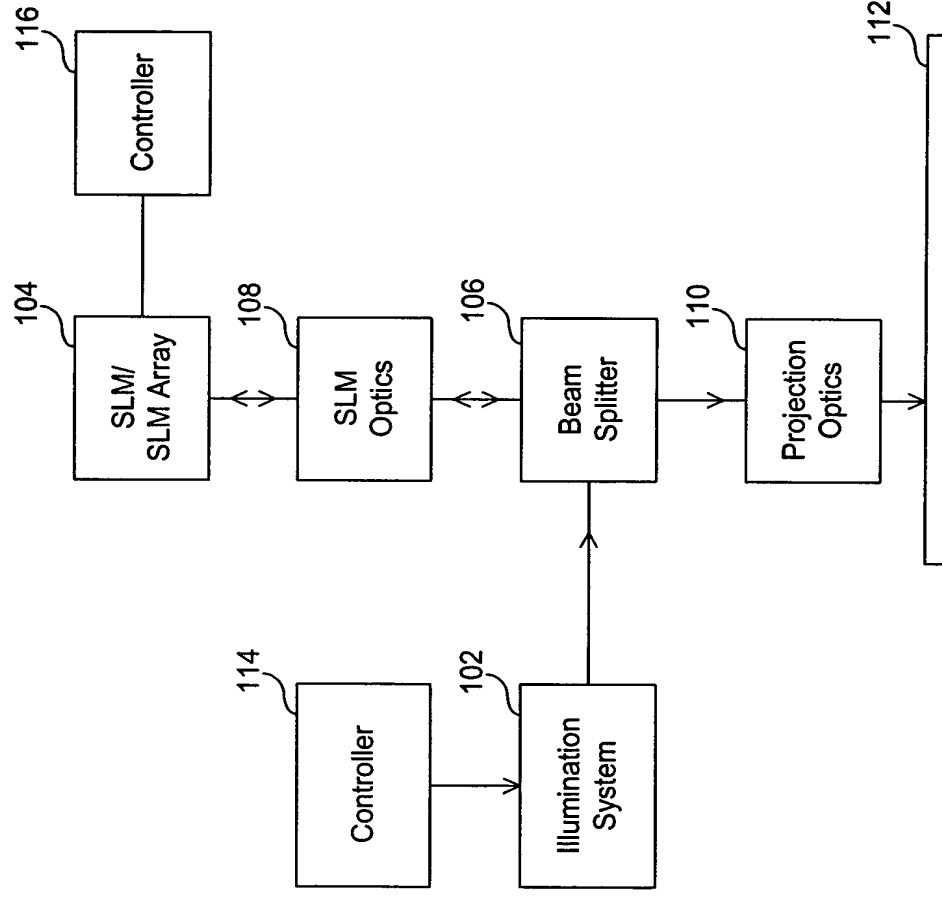 116
Controller
104
SLM/
SLM Array
108
SLM
Optics
106
Beam
Splitter
110
Projection
Optics
112
114
Controller
102
Illumination
System